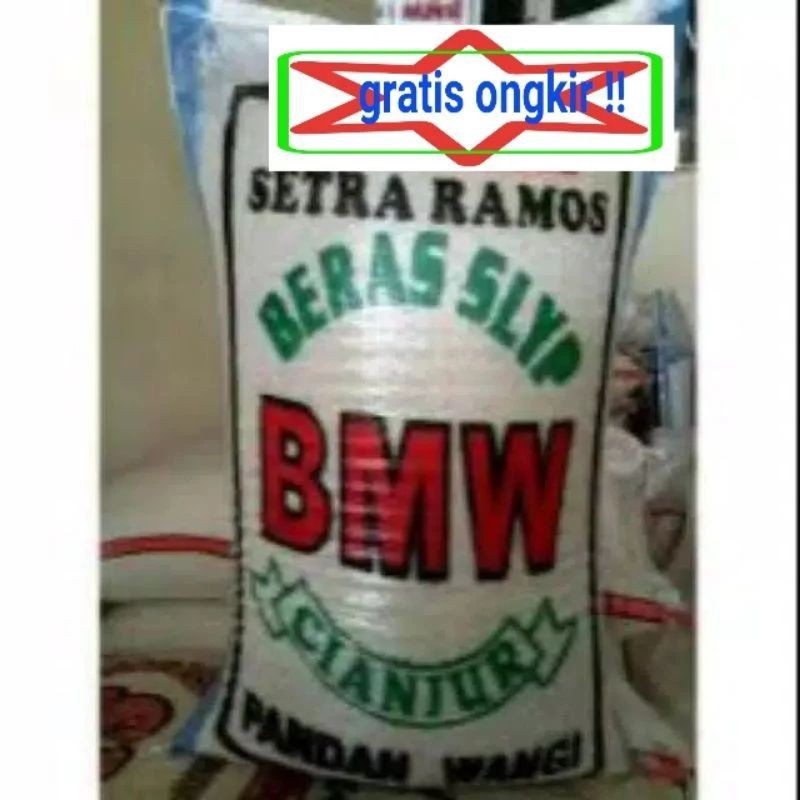 gratis ongkir !!
SETRA RAMOS
BERAS SLYP
BMW
CIANJUR
PANDAN WANGI